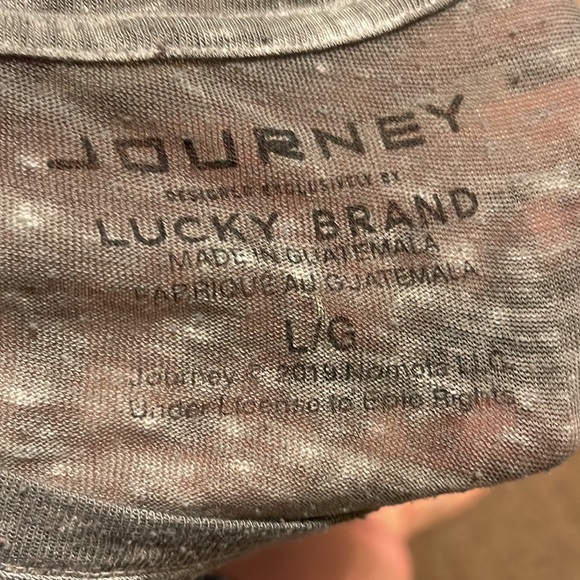 JOURNEY
DESIGNED EXCLUSIVELY BY
LUCKY BRAND
MADE IN GUATEMALA
FABRIQUE AU GUATEMALA
L/G
Journey © 2019 Nomota LLC
Under License to Epic Rights